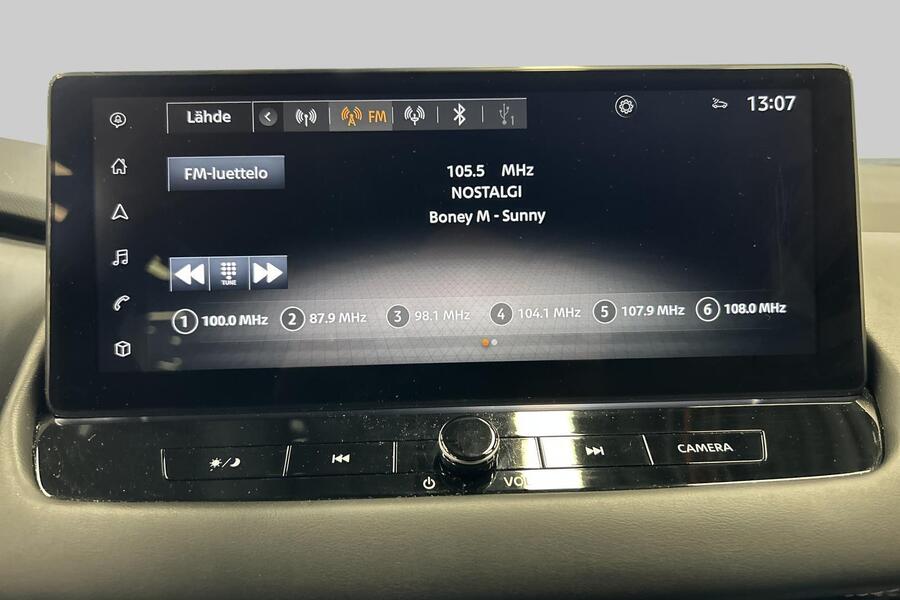 Lähde
FM
1
13:07
FM-luettelo
105.5 MHz
NOSTALGI
Boney M - Sunny
TUNE
1 100.0 MHz 2 87.9 MHz 3 98.1 MHz 4 104.1 MHz 5 107.9 MHz 6 108.0 MHz
CAMERA